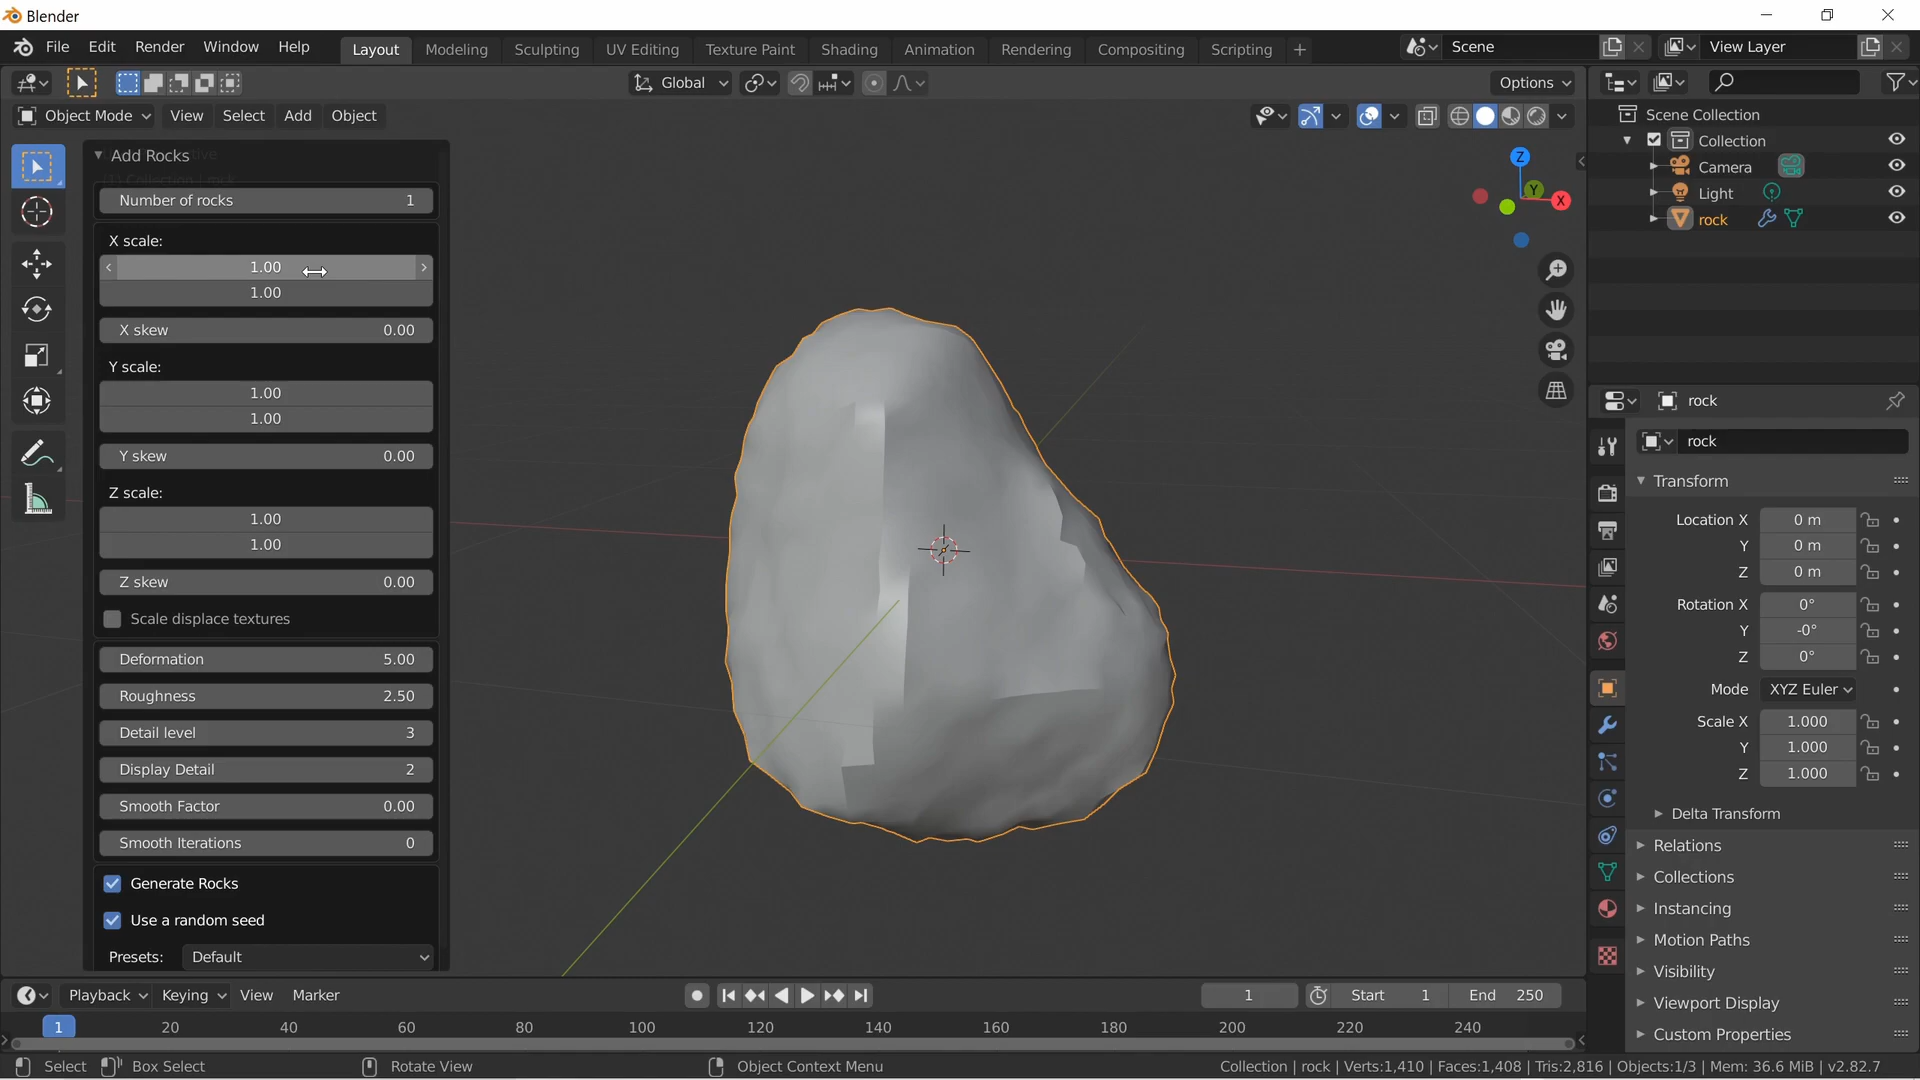 Blender
File Edit Render Window Help Layout Modeling Sculpting UV Editing Texture Paint Shading Animation Rendering Compositing Scripting + Scene View Layer
Global Options
Object Mode View Select Add Object
Scene Collection
Collection
Camera
Light
rock
Z
Y
X
Add Rocks
Number of rocks 1
X scale:
1.00
1.00
X skew 0.00
Y scale:
1.00
1.00
Y skew 0.00
Z scale:
1.00
1.00
Z skew 0.00
Scale displace textures
Deformation 5.00
Roughness 2.50
Detail level 3
Display Detail 2
Smooth Factor 0.00
Smooth Iterations 0
Generate Rocks
Use a random seed
Presets: Default
rock
rock
Transform
Location X 0 m
Y 0 m
Z 0 m
Rotation X 0°
Y -0°
Z 0°
Mode XYZ Euler
Scale X 1.000
Y 1.000
Z 1.000
Delta Transform
Relations
Collections
Instancing
Motion Paths
Visibility
Viewport Display
Custom Properties
Playback Keying View Marker 1 Start 1 End 250
1 20 40 60 80 100 120 140 160 180 200 220 240
Select Box Select Rotate View Object Context Menu Collection | rock | Verts:1,410 | Faces:1,408 | Tris:2,816 | Objects:1/3 | Mem: 36.6 MiB | v2.82.7